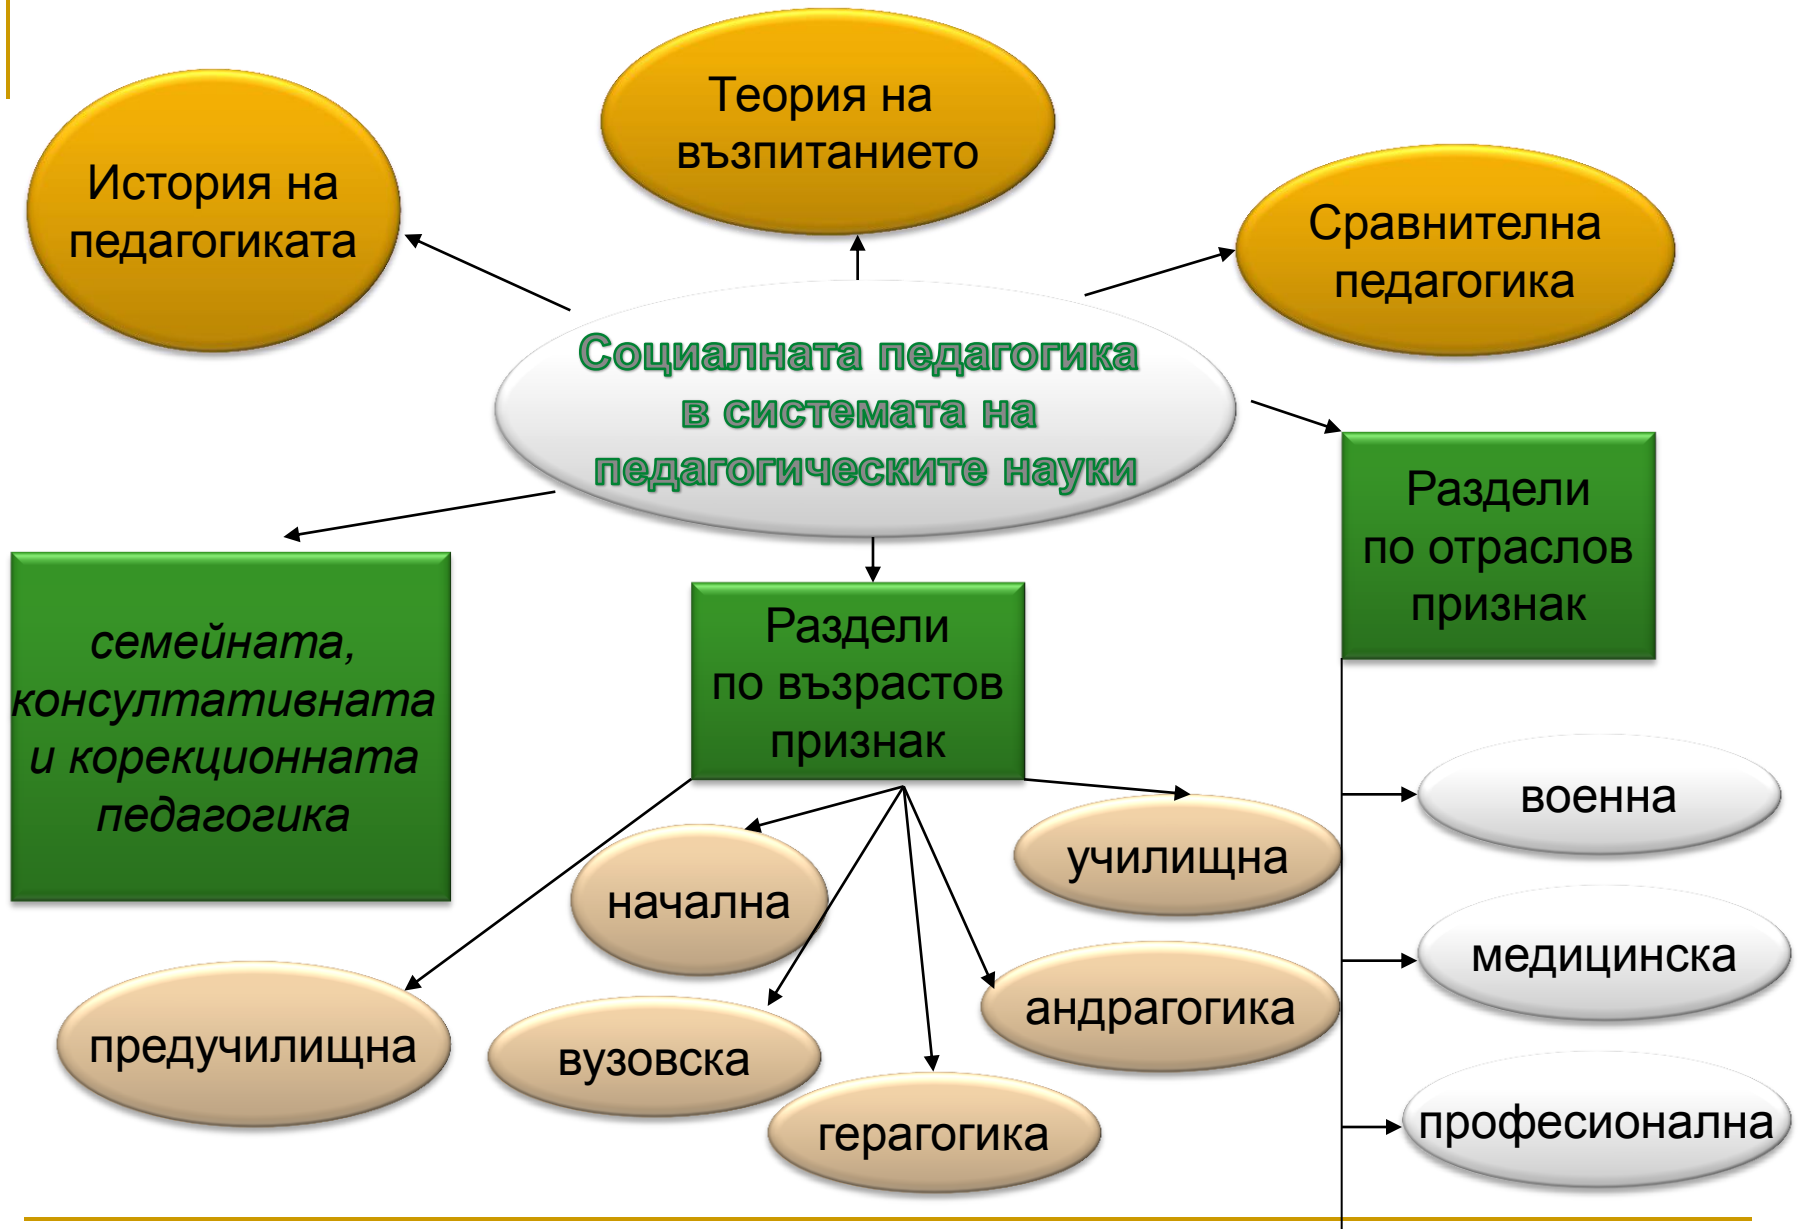 Теория на
възпитанието
История на
педагогиката
Сравнителна
педагогика
Социалната педагогика
в системата на
педагогическите науки
Раздели
по отраслов
признак
семейната,
консултативната
и корекционната
педагогика
Раздели
по възрастов
признак
военна
училищна
начална
медицинска
андрагогика
предучилищна
вузовска
герагогика
професионална